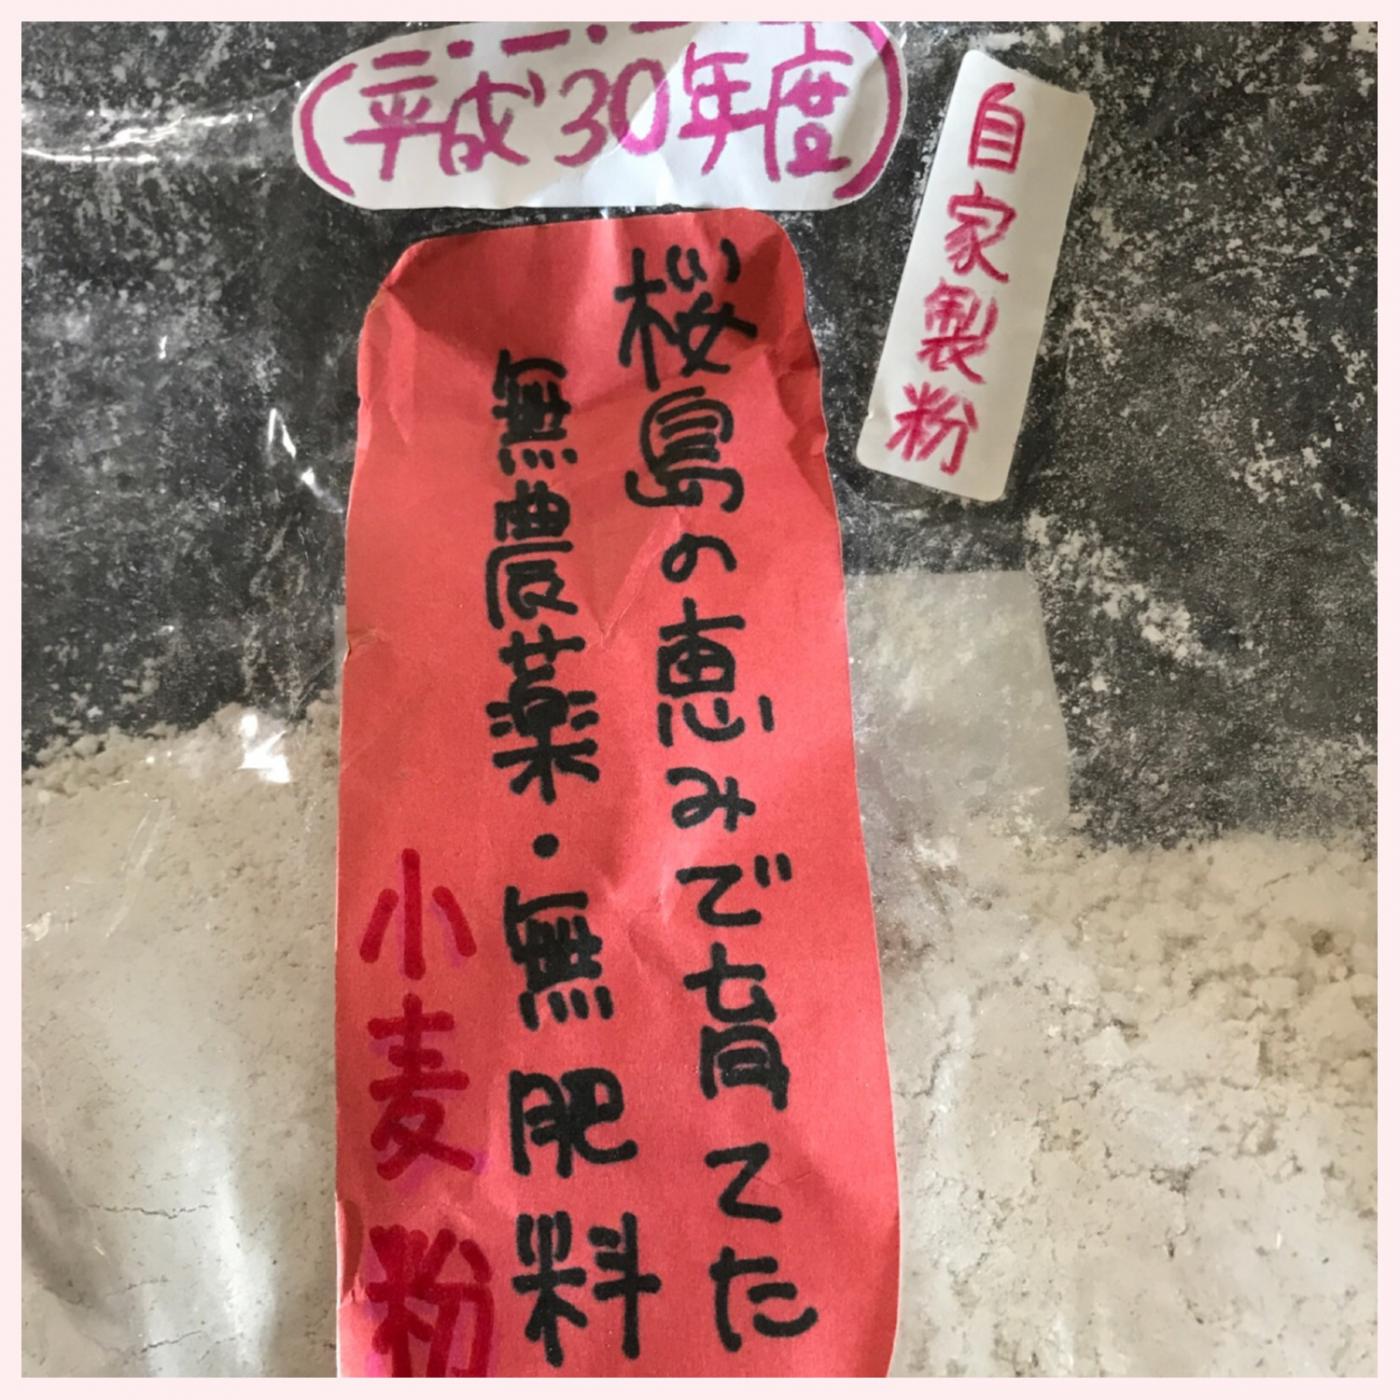 (平成30年度)
自家製粉
桜島の恵みで育てた
無農薬・無肥料
小麦粉